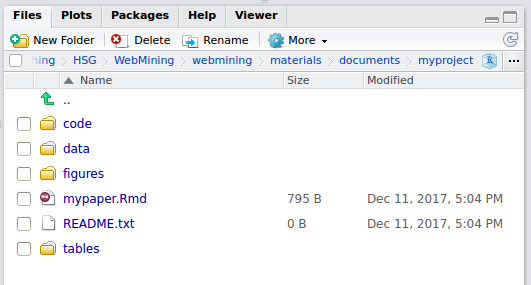 Files Plots Packages Help Viewer
New Folder Delete Rename More
hing HSG WebMining webmining materials documents myproject R ...
Name Size Modified
..
code
data
figures
mypaper.Rmd 795 B Dec 11, 2017, 5:04 PM
README.txt 0 B Dec 11, 2017, 5:04 PM
tables